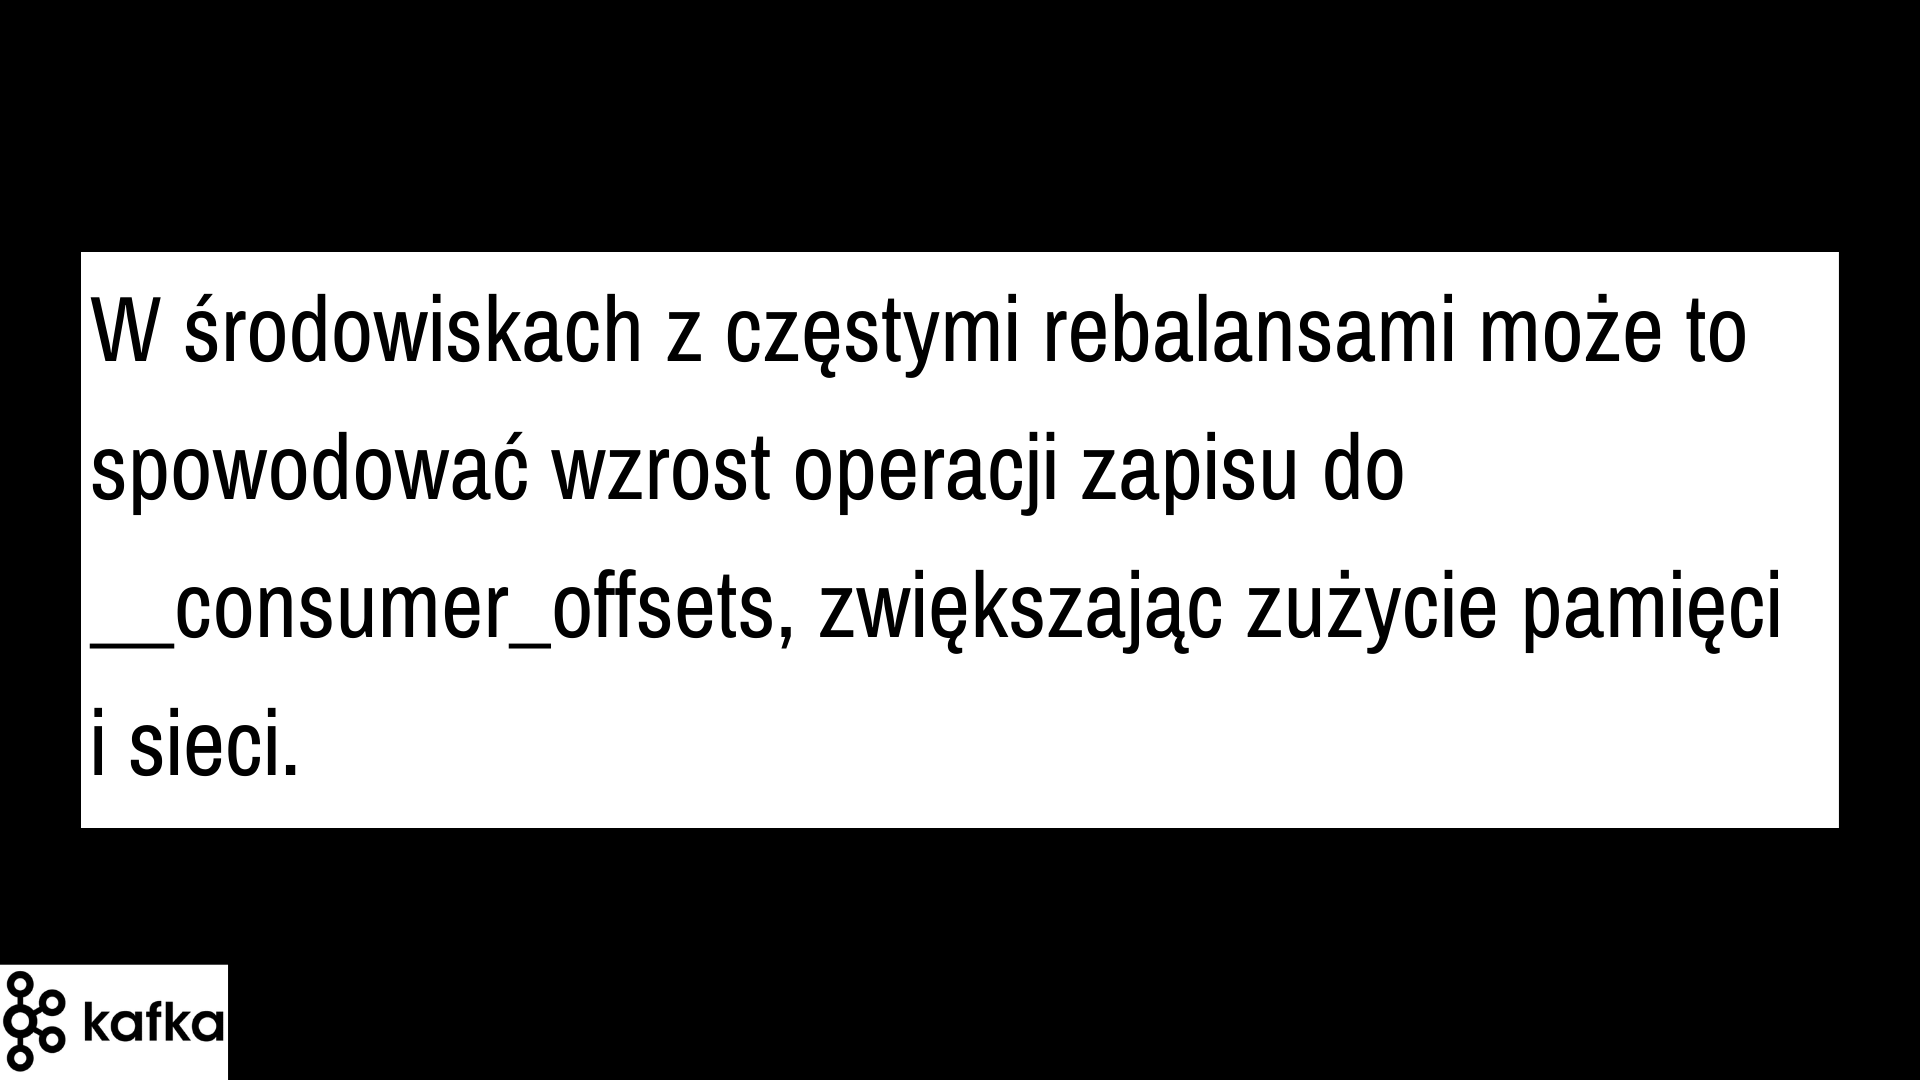 W środowiskach z częstymi rebalansami może to
spowodować wzrost operacji zapisu do
__consumer_offsets, zwiększając zużycie pamięci
i sieci.
kafka